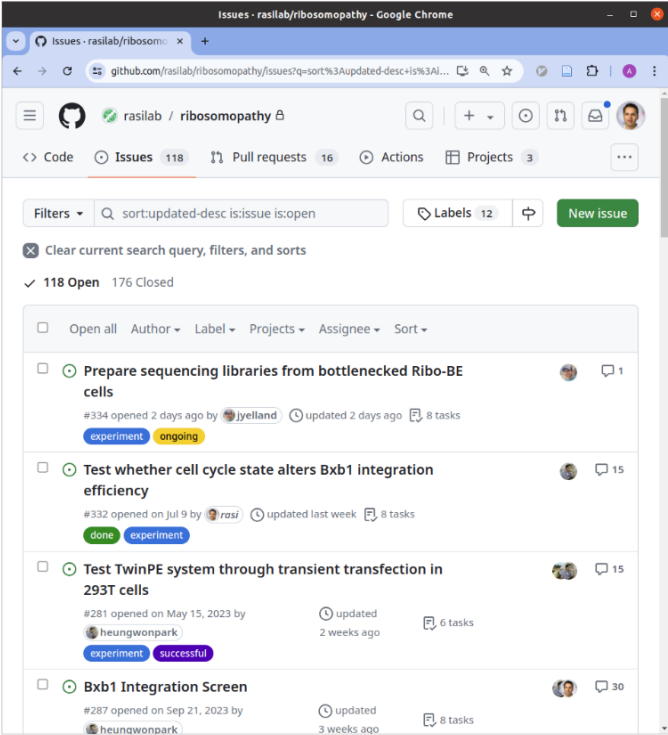 Issues · rasilab/ribosomopathy - Google Chrome
Issues · rasilab/ribosomo
github.com/rasilab/ribosomopathy/issues?q=sort%3Aupdated-desc+is%3Ai...
A
rasilab / ribosomopathy
Code Issues 118 Pull requests 16 Actions Projects 3
Filters sort:updated-desc is:issue is:open Labels 12 New issue
Clear current search query, filters, and sorts
118 Open 176 Closed
Open all Author Label Projects Assignee Sort
Prepare sequencing libraries from bottlenecked Ribo-BE 1
cells
#334 opened 2 days ago by jyelland updated 2 days ago 8 tasks
experiment ongoing
Test whether cell cycle state alters Bxb1 integration 15
efficiency
#332 opened on Jul 9 by rasi updated last week 8 tasks
done experiment
Test TwinPE system through transient transfection in 15
293T cells
#281 opened on May 15, 2023 by updated
heungwonpark 2 weeks ago 6 tasks
experiment successful
Bxb1 Integration Screen 30
#287 opened on Sep 21, 2023 by updated
heungwonpark 3 weeks ago 8 tasks